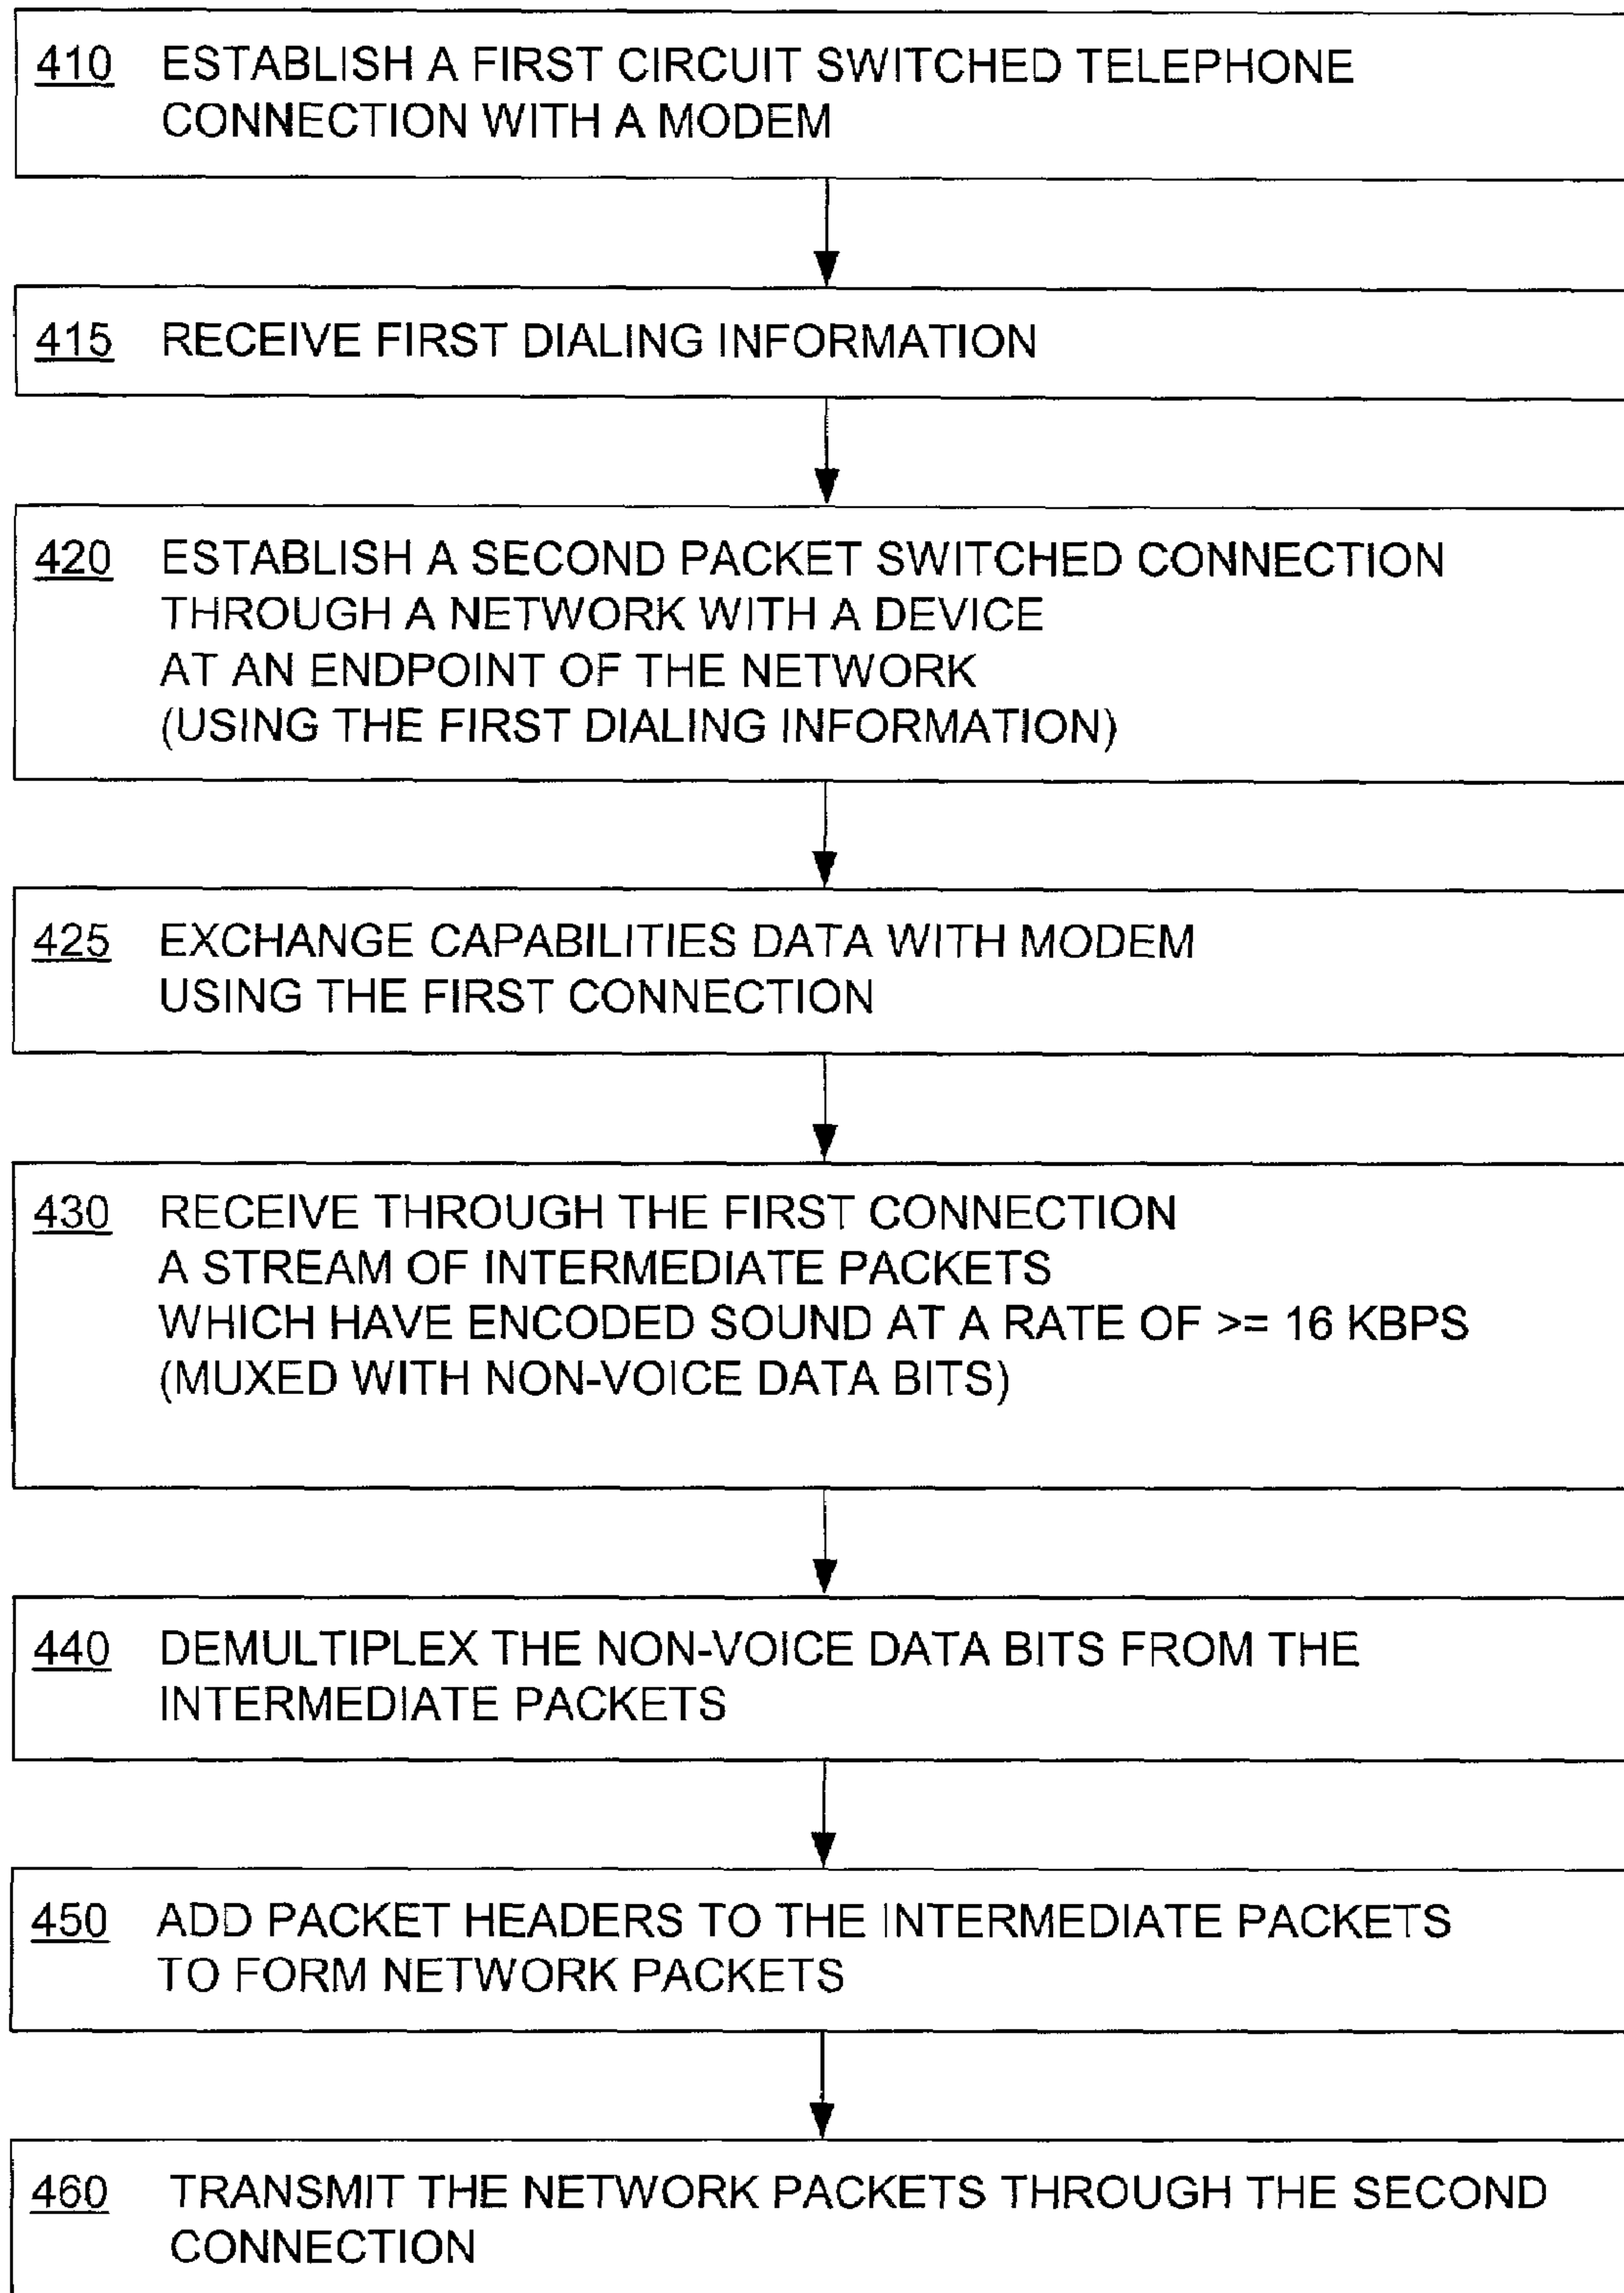 410 ESTABLISH A FIRST CIRCUIT SWITCHED TELEPHONE
CONNECTION WITH A MODEM
415 RECEIVE FIRST DIALING INFORMATION
420 ESTABLISH A SECOND PACKET SWITCHED CONNECTION
THROUGH A NETWORK WITH A DEVICE
AT AN ENDPOINT OF THE NETWORK
(USING THE FIRST DIALING INFORMATION)
425 EXCHANGE CAPABILITIES DATA WITH MODEM
USING THE FIRST CONNECTION
430 RECEIVE THROUGH THE FIRST CONNECTION
A STREAM OF INTERMEDIATE PACKETS
WHICH HAVE ENCODED SOUND AT A RATE OF >= 16 KBPS
(MUXED WITH NON-VOICE DATA BITS)
440 DEMULTIPLEX THE NON-VOICE DATA BITS FROM THE
INTERMEDIATE PACKETS
450 ADD PACKET HEADERS TO THE INTERMEDIATE PACKETS
TO FORM NETWORK PACKETS
460 TRANSMIT THE NETWORK PACKETS THROUGH THE SECOND
CONNECTION